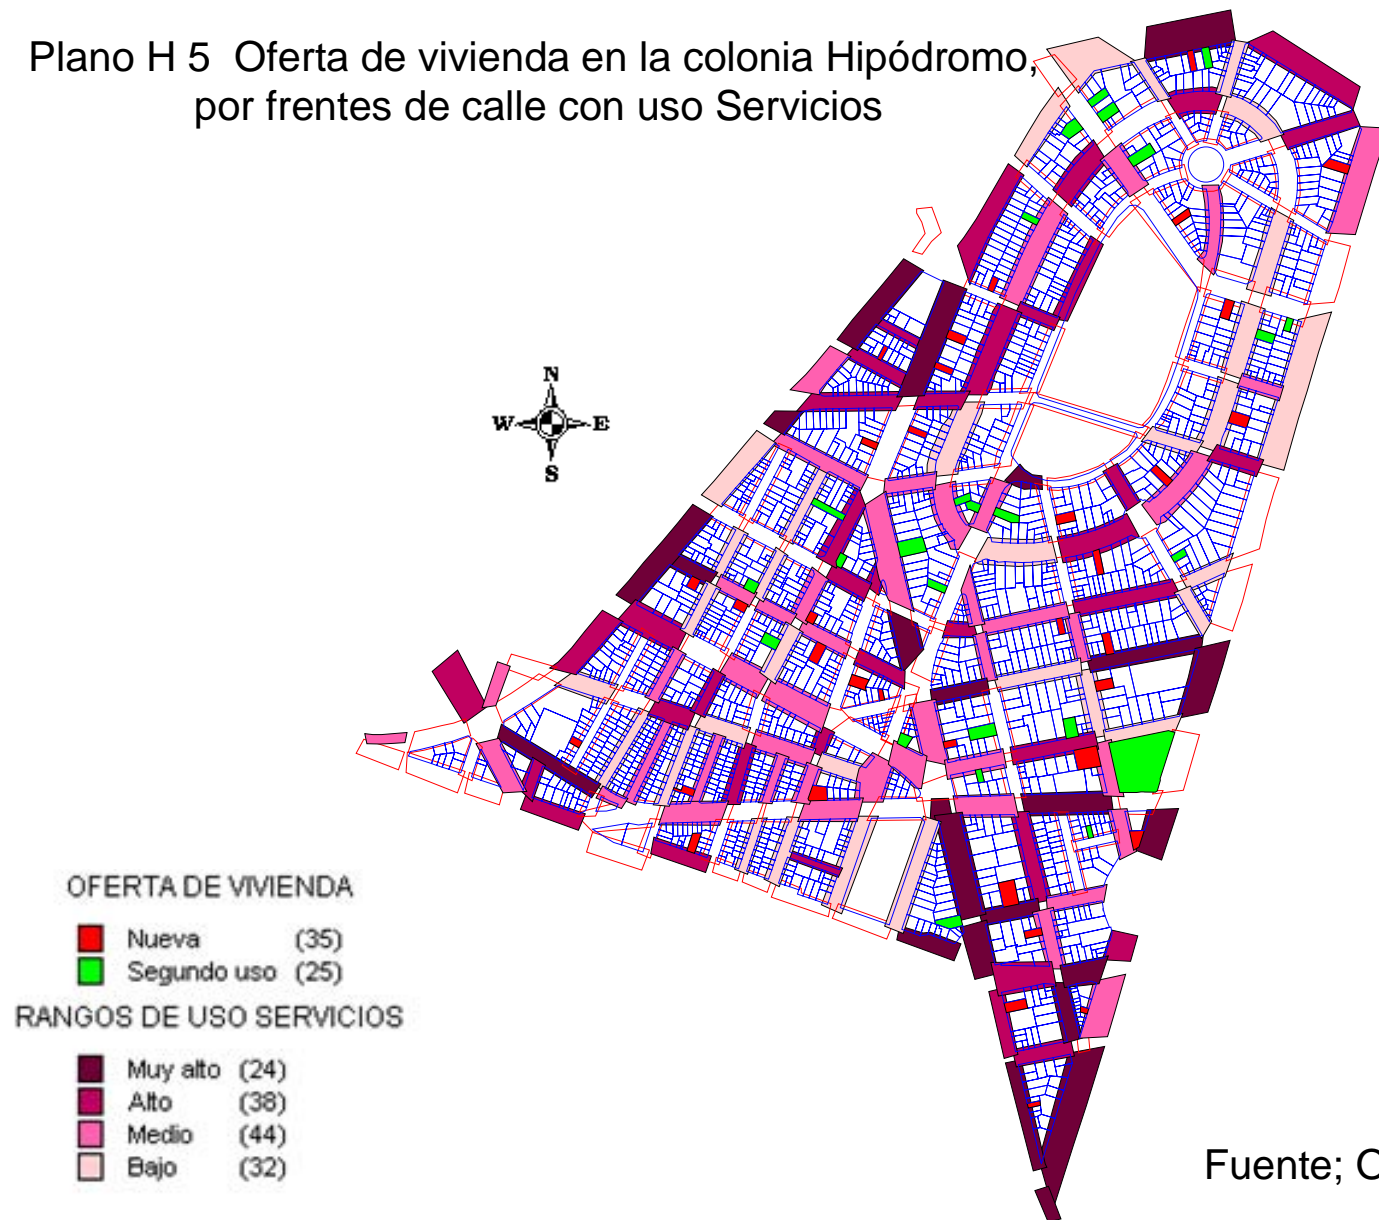 Plano H 5 Oferta de vivienda en la colonia Hipódromo,
por frentes de calle con uso Servicios
N
W E
S
OFERTA DE VIVIENDA
Nueva (35)
Segundo uso (25)
RANGOS DE USO SERVICIOS
Muy alto (24)
Alto (38)
Medio (44)
Bajo (32)
Fuente; C